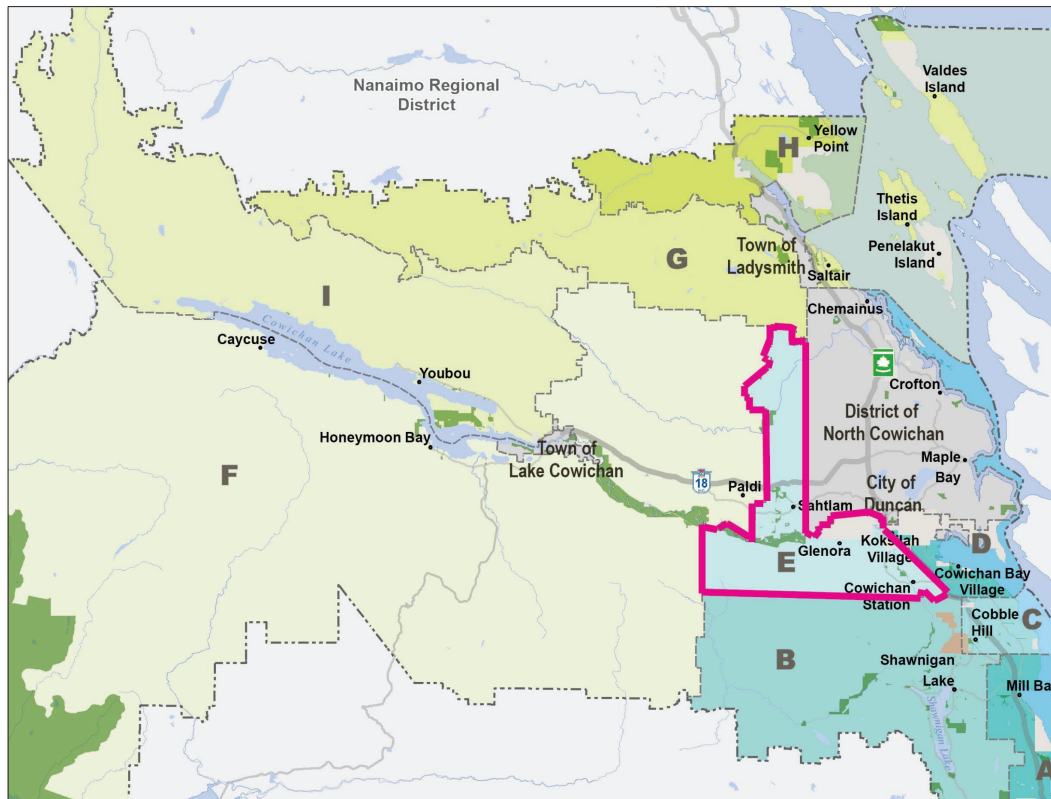 Nanaimo Regional
District
Valdes
Island
Yellow
Point
H
Thetis
Island
Penelakut
Island
G
Town of
Ladysmith
Saltair
Chemainus
I
Cowichan Lake
Caycuse
Youbou
Crofton
District of
North Cowichan
Honeymoon Bay
Town of
Lake Cowichan
Maple
Bay
F
18
Paldi
City of
Duncan
Sahtlam
D
Glenora
Koksilah
Village
E
Cowichan Bay
Village
Cowichan
Station
Cobble
Hill
C
B
Shawnigan
Lake
Mill Ba
Shawnigan Lake
A